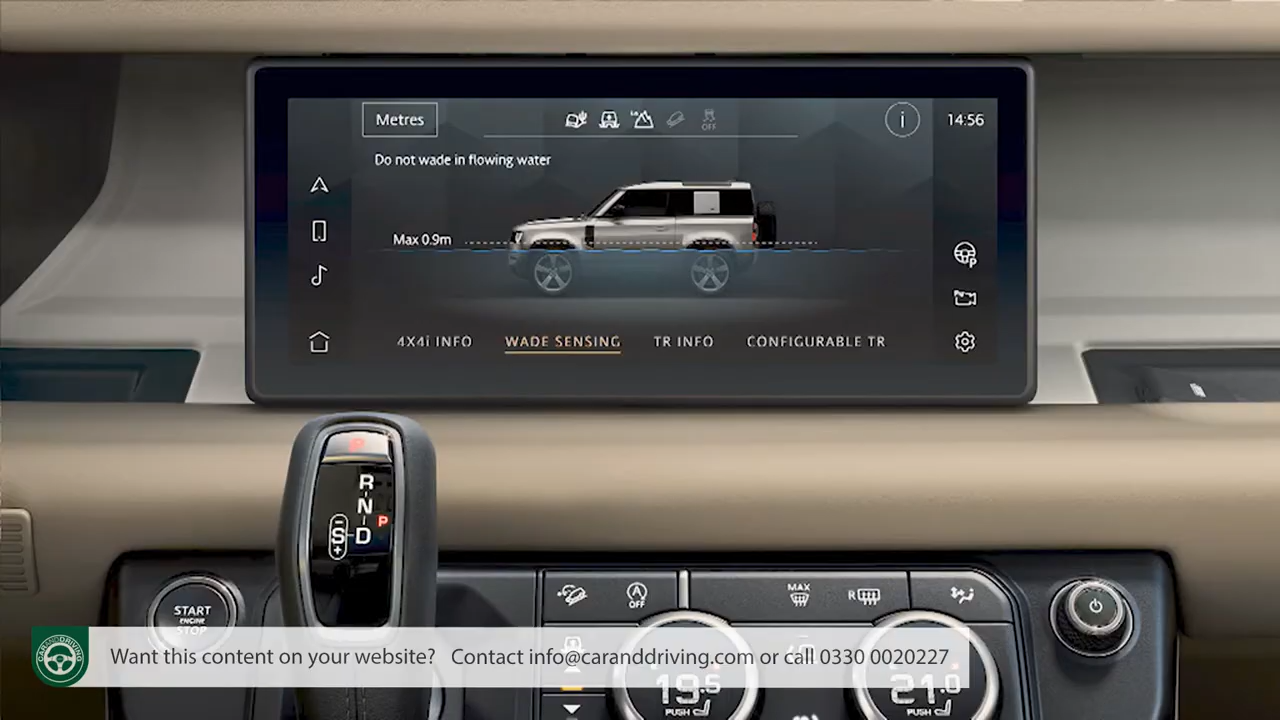 Metres
OFF
i
14:56
Do not wade in flowing water
Max 0.9m
4X4i INFO
WADE SENSING
TR INFO
CONFIGURABLE TR
P
R
N
P
S
D
START
ENGINE
STOP
A
OFF
MAX
R
CARANDDRIVING
Want this content on your website? Contact info@caranddriving.com or call 0330 0020227
19.5
21.0
PUSH
PUSH